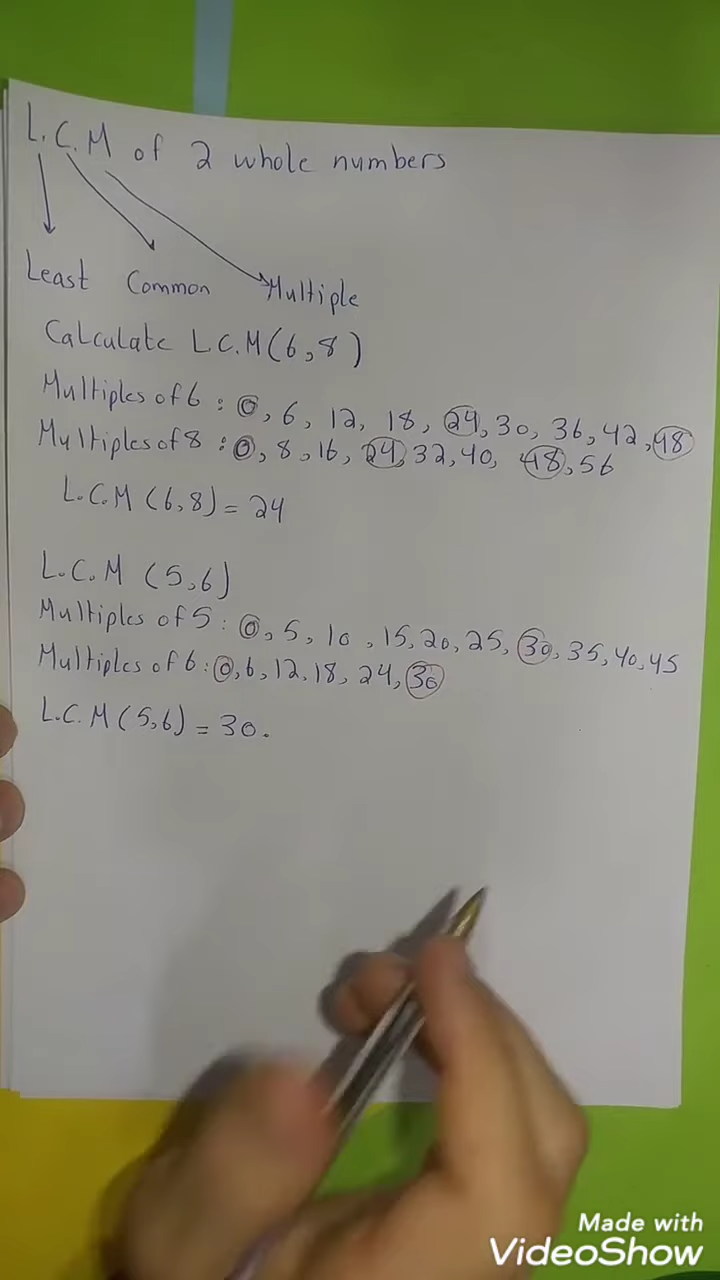 L.C.M of 2 whole numbers
Least Common Multiple
Calculate L.C.M(6,8)
Multiples of 6 : 0, 6, 12, 18, 24, 30, 36, 42, 48
Multiples of 8 : 0, 8, 16, 24, 32, 40, 48, 56
L.C.M (6,8) = 24
L.C.M (5,6)
Multiples of 5 : 0, 5, 10, 15, 20, 25, 30, 35, 40, 45
Multiples of 6 : 0, 6, 12, 18, 24, 30
L.C.M (5,6) = 30.
Made with
VideoShow